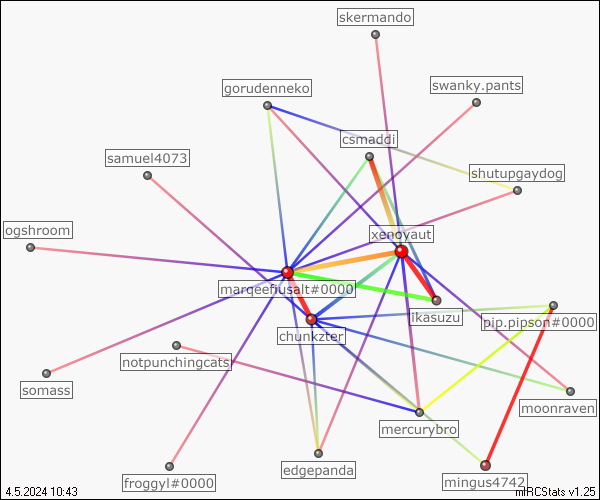 skermando
swanky.pants
gorudenneko
csmaddi
samuel4073
shutupgaydog
ogshroom
xenoyaut
marqeefiusalt#0000
ikasuzu
pip.pipson#0000
chunkzter
notpunchingcats
somass
moonraven
mercurybro
edgepanda
froggyl#0000
mingus4742
4.5.2024 10:43
mIRCStats v1.25